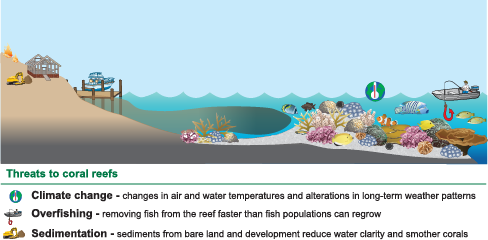 Threats to coral reefs
Climate change - changes in air and water temperatures and alterations in long-term weather patterns
Overfishing - removing fish from the reef faster than fish populations can regrow
Sedimentation - sediments from bare land and development reduce water clarity and smother corals